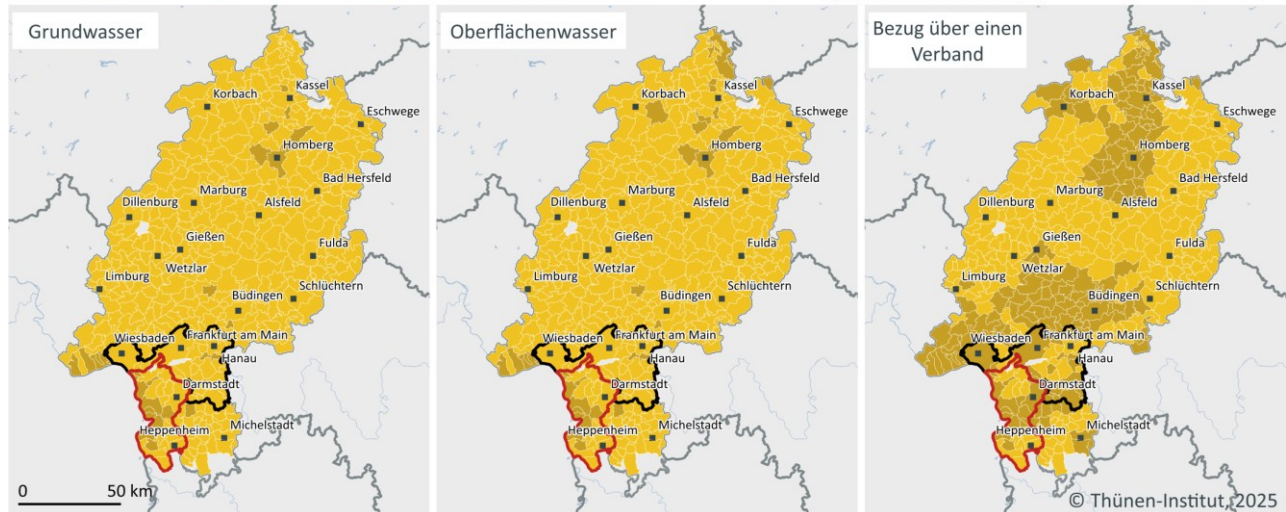 Grundwasser
Korbach
Kassel
Eschwege
Homberg
Bad Hersfeld
Marburg
Dillenburg
Alsfeld
Gießen
Fulda
Wetzlar
Limburg
Schlüchtern
Büdingen
Wiesbaden
Frankfurt am Main
Hanau
Darmstadt
Heppenheim
Michelstadt
0 50 km
Oberflächenwasser
Korbach
Kassel
Eschwege
Homberg
Bad Hersfeld
Marburg
Dillenburg
Alsfeld
Gießen
Fulda
Wetzlar
Limburg
Schlüchtern
Büdingen
Wiesbaden
Frankfurt am Main
Hanau
Darmstadt
Heppenheim
Michelstadt
Bezug über einen
Verband
Korbach
Kassel
Eschwege
Homberg
Bad Hersfeld
Marburg
Dillenburg
Alsfeld
Gießen
Fulda
Wetzlar
Limburg
Schlüchtern
Büdingen
Wiesbaden
Frankfurt am Main
Hanau
Darmstadt
Heppenheim
Michelstadt
© Thünen-Institut, 2025